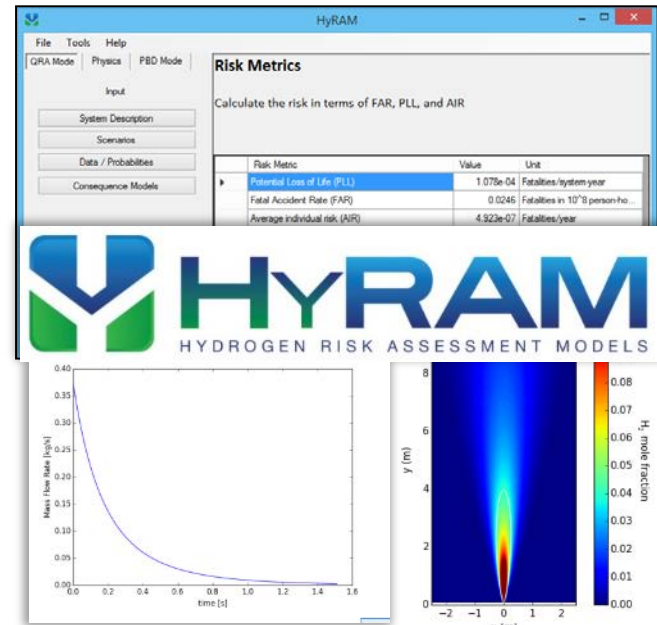 HyRAM
File Tools Help
QRA Mode Physics PBD Mode
Input
System Description
Scenarios
Data / Probabilities
Consequence Models
Risk Metrics
Calculate the risk in terms of FAR, PLL, and AIR
Risk Metric Value Unit
Potential Loss of Life (PLL) 1.078e-04 Fatalities/system-year
Fatal Accident Rate (FAR) 0.0246 Fatalities in 10^8 person-ho...
Average individual risk (AIR) 4.923e-07 Fatalities/year
HYRAM
HYDROGEN RISK ASSESSMENT MODELS
Mass Flow Rate [kg/s]
0.40
0.35
0.30
0.25
0.20
0.15
0.10
0.05
0.00
0.0 0.2 0.4 0.6 0.8 1.0 1.2 1.4 1.6
time [s]
y (m)
8
6
4
2
0
−2 −1 0 1 2
0.08
0.07
0.06
0.05
0.04
0.03
0.02
0.01
0.00
H₂ mole fraction